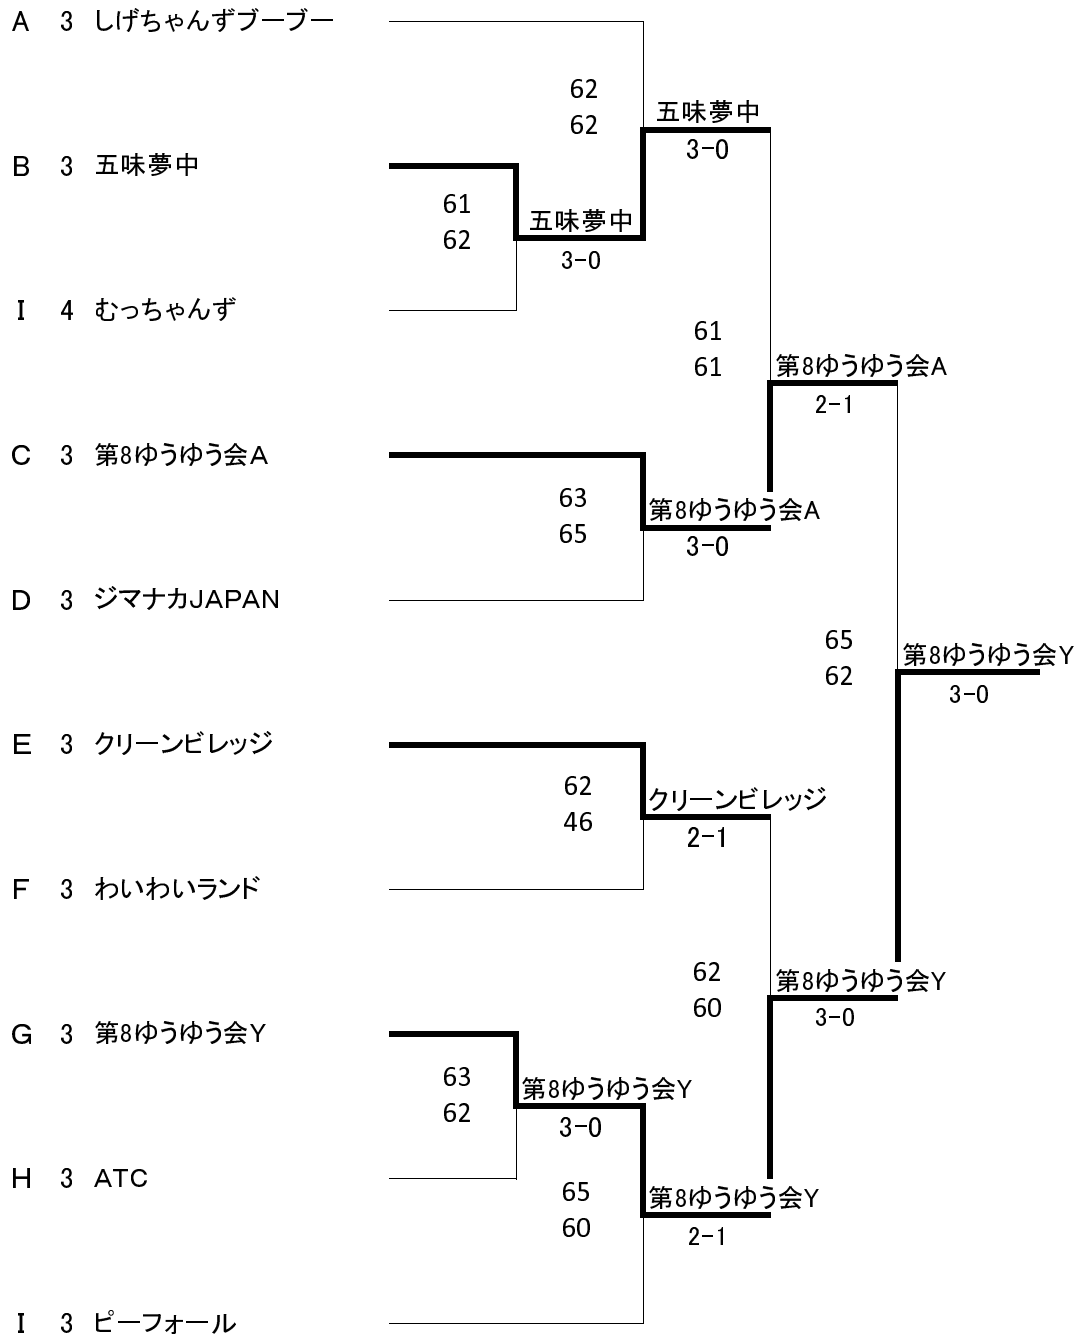 A 3 しげちゃんずブーブー
62
62
五味夢中
3-0
B 3 五味夢中
61
62
五味夢中
3-0
I 4 むっちゃんず
61
61
第8ゆうゆう会A
2-1
C 3 第8ゆうゆう会A
63
65
第8ゆうゆう会A
3-0
D 3 ジマナカJAPAN
65
62
第8ゆうゆう会Y
3-0
E 3 クリーンビレッジ
62
46
クリーンビレッジ
2-1
F 3 わいわいランド
62
60
第8ゆうゆう会Y
3-0
G 3 第8ゆうゆう会Y
63
62
第8ゆうゆう会Y
3-0
H 3 ATC
65
60
第8ゆうゆう会Y
2-1
I 3 ピーフォール